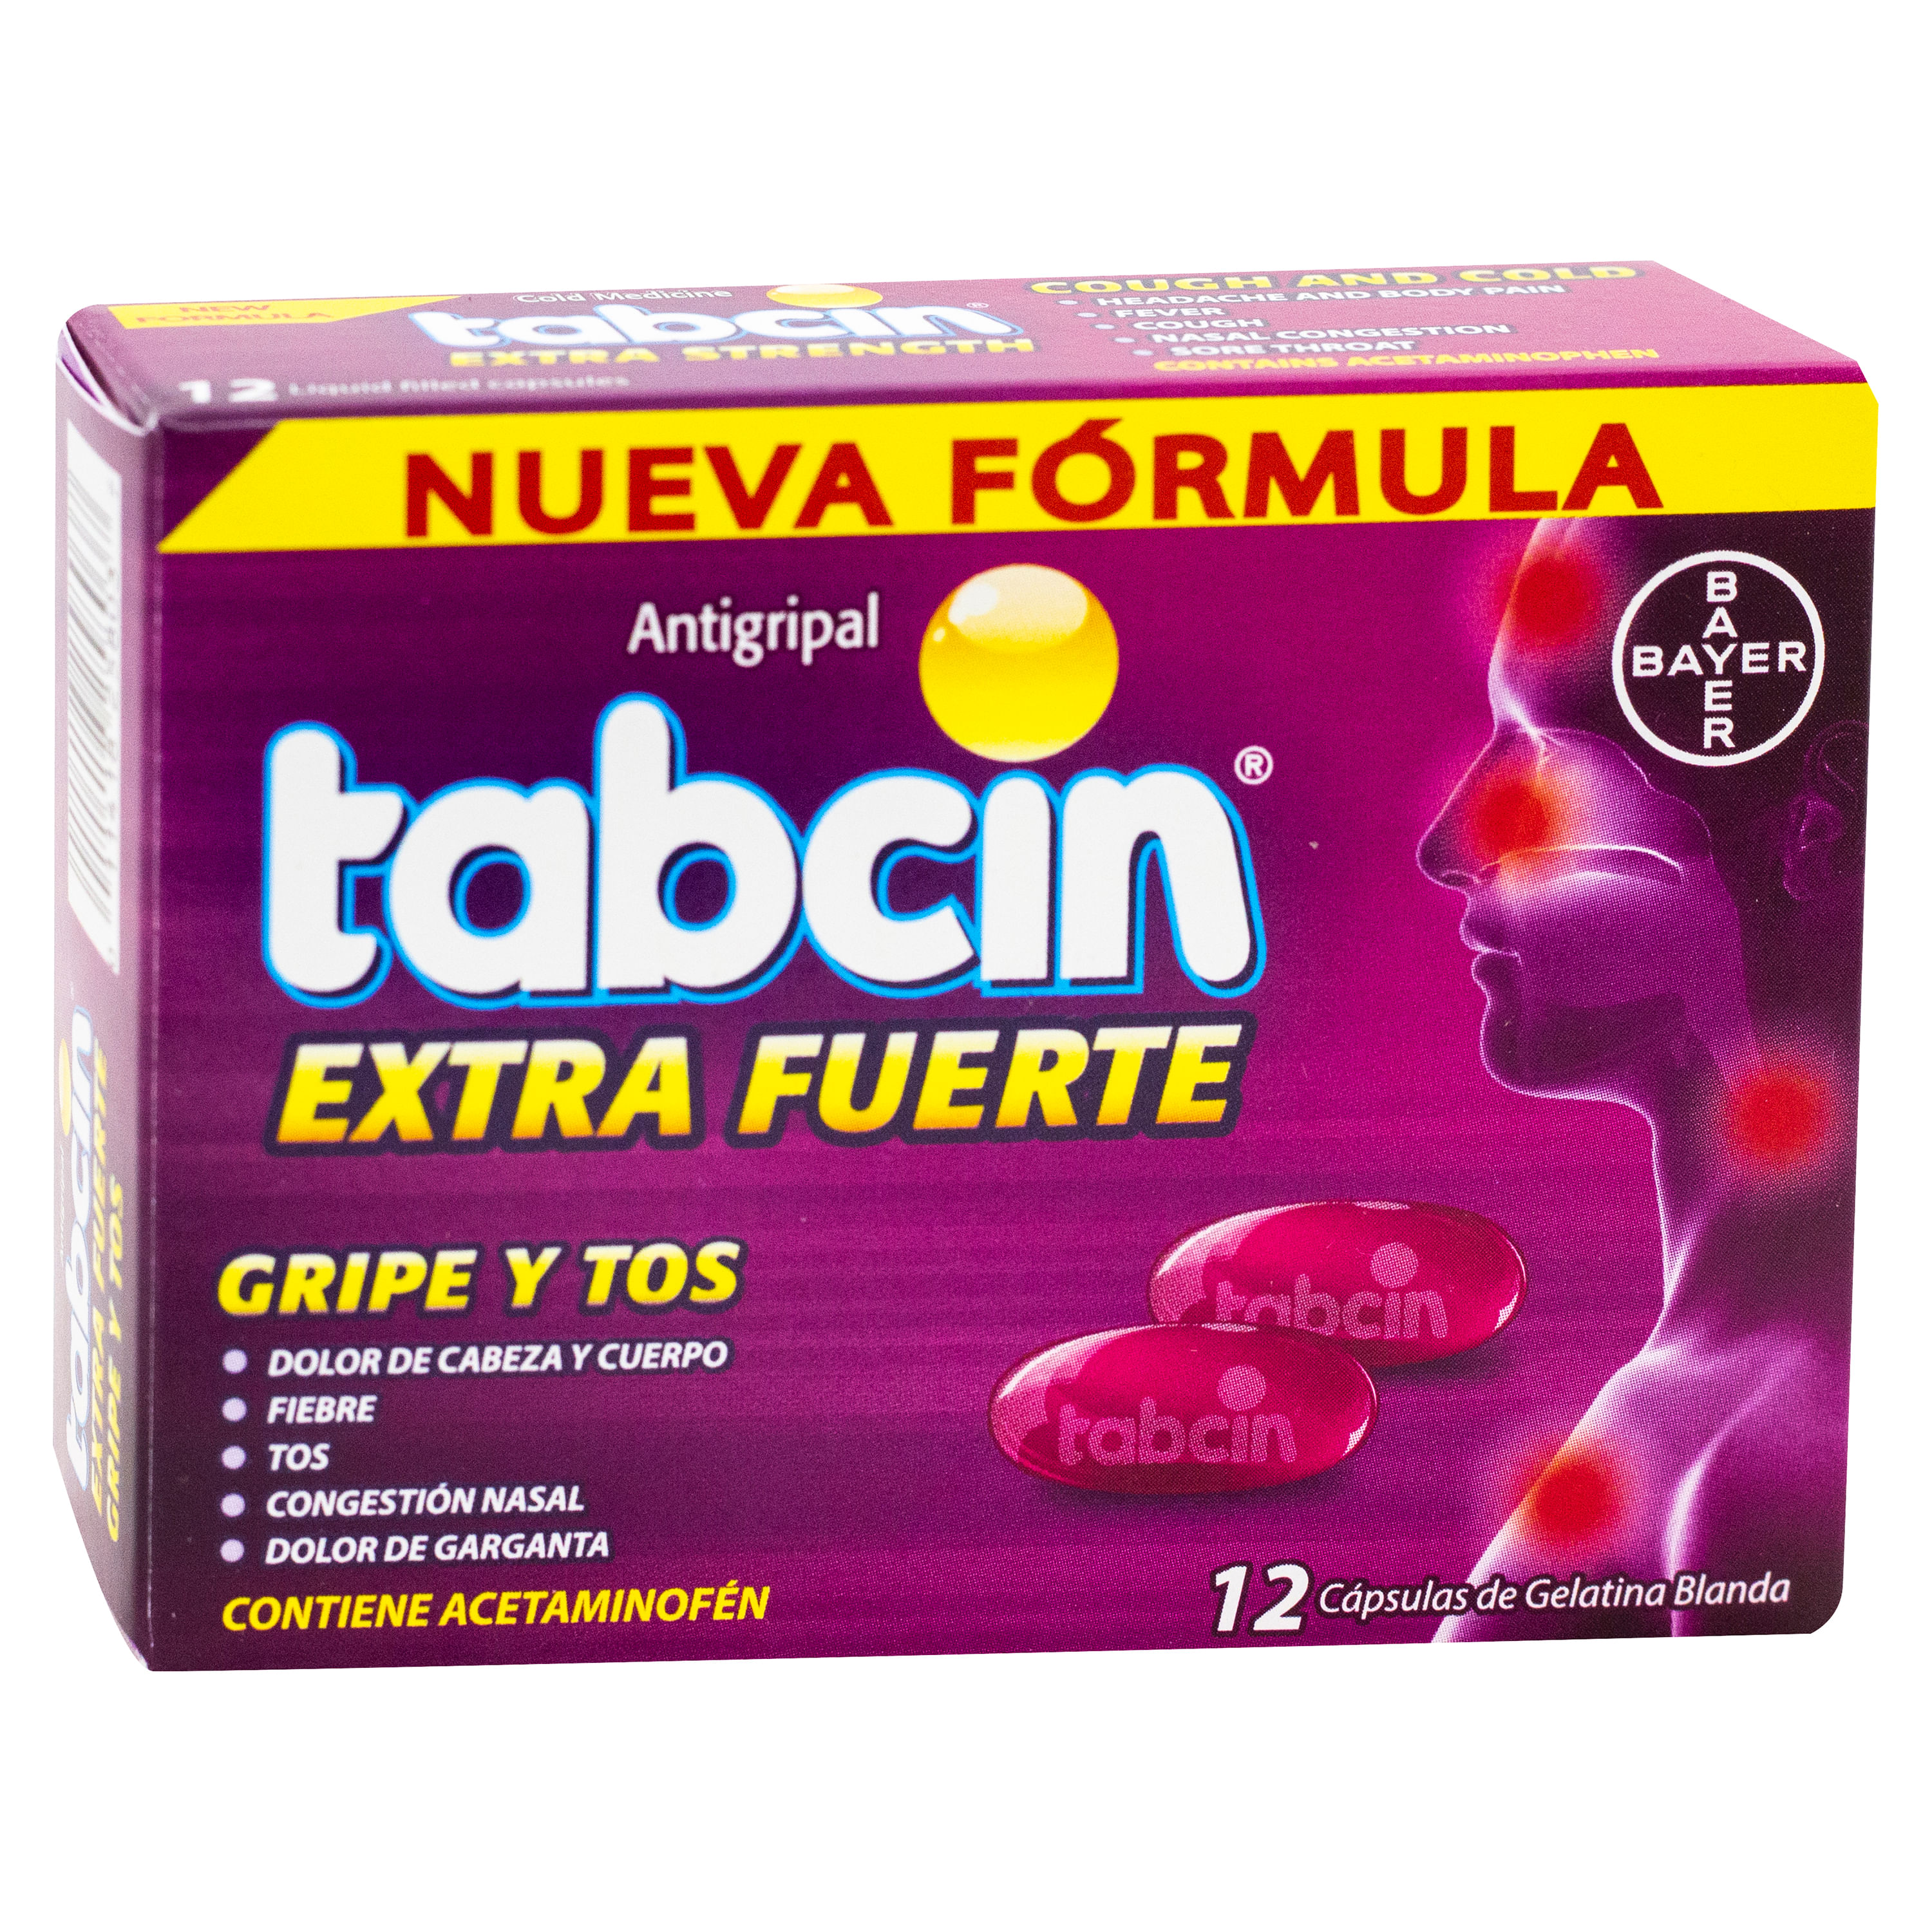 NEW
FORMULA
Cold Medicine
tabcin®
EXTRA STRENGTH
12 Liquid filled capsules
COUGH AND COLD
• HEADACHE AND BODY PAIN
• FEVER
• COUGH
• NASAL CONGESTION
• SORE THROAT
CONTAINS ACETAMINOPHEN
NUEVA FÓRMULA
Antigripal
tabcin®
EXTRA FUERTE
BAYER
BAYER
GRIPE Y TOS
• DOLOR DE CABEZA Y CUERPO
• FIEBRE
• TOS
• CONGESTIÓN NASAL
• DOLOR DE GARGANTA
CONTIENE ACETAMINOFÉN
tabcin
tabcin
12 Cápsulas de Gelatina Blanda
tabcin
EXTRA FUERTE
GRIPE Y TOS